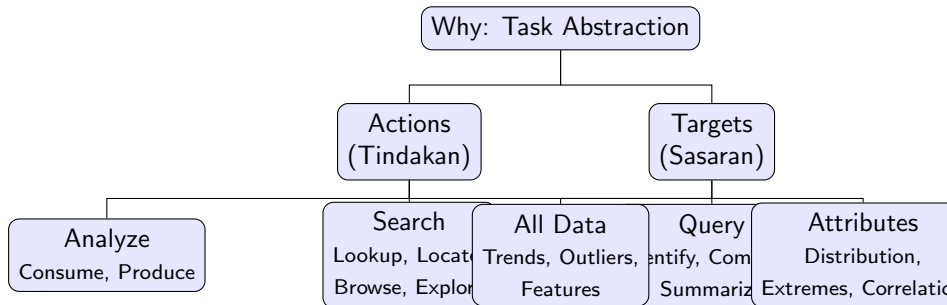 Why: Task Abstraction
Actions
(Tindakan)
Targets
(Sasaran)
Analyze
Consume, Produce
Search
Lookup, Locate
Browse, Explor
All Data
Trends, Outliers,
Features
Query
entify, Com
Summariz
Attributes
Distribution,
Extremes, Correlatio